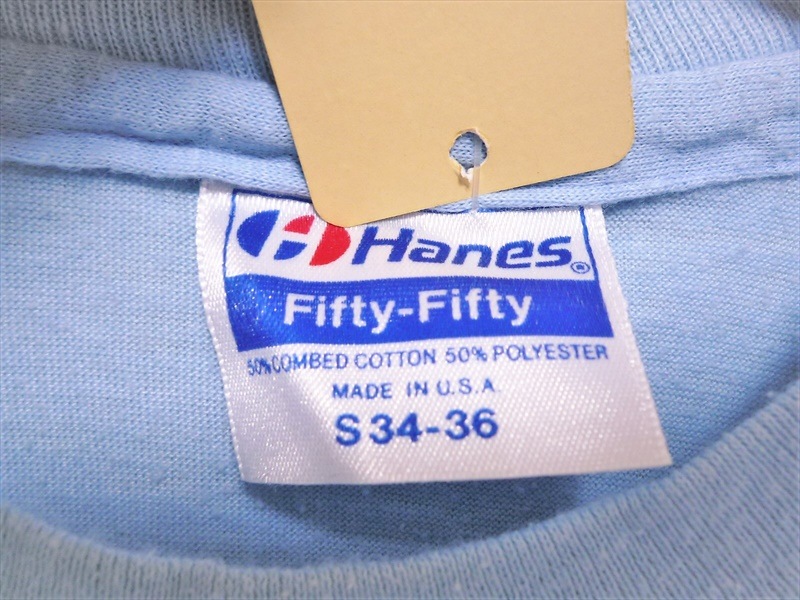 Hanes®
Fifty-Fifty
50% COMBED COTTON 50% POLYESTER
MADE IN U.S.A.
S 34-36